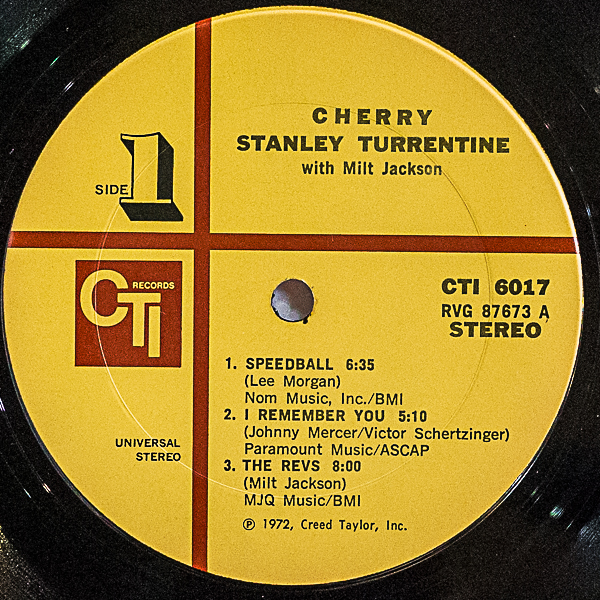 CHERRY
STANLEY TURRENTINE
with Milt Jackson
SIDE 1
CTI RECORDS
CTI 6017
RVG 87673 A
STEREO
1. SPEEDBALL 6:35
(Lee Morgan)
Nom Music, Inc./BMI
2. I REMEMBER YOU 5:10
(Johnny Mercer/Victor Schertzinger)
Paramount Music/ASCAP
3. THE REVS 8:00
(Milt Jackson)
MJQ Music/BMI
UNIVERSAL
STEREO
Ⓟ 1972, Creed Taylor, Inc.